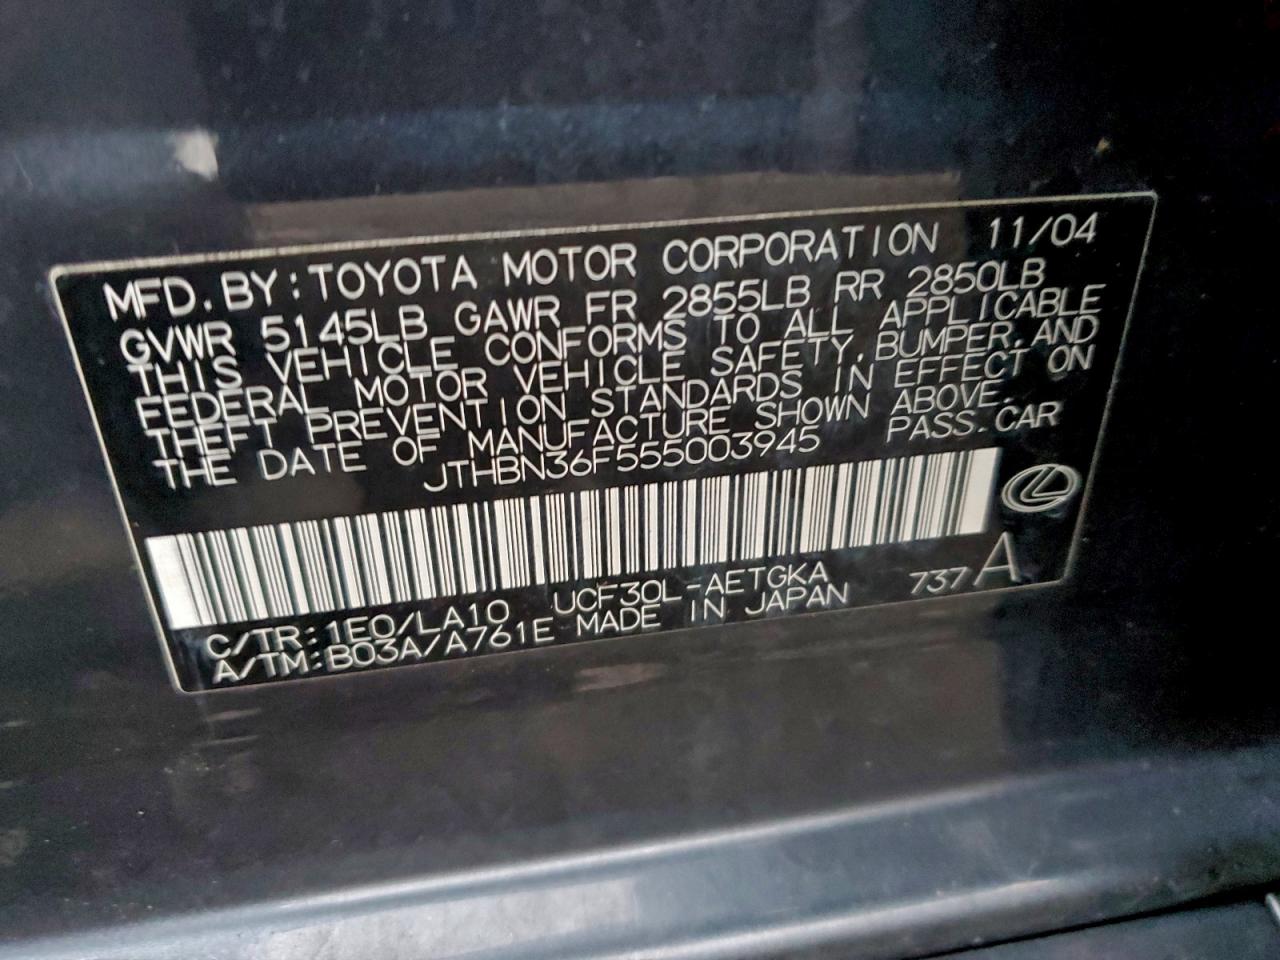 MFD. BY: TOYOTA MOTOR CORPORATION 11/04
GVWR 5145LB GAWR FR 2855LB RR 2850LB
THIS VEHICLE CONFORMS TO ALL APPLICABLE
FEDERAL MOTOR VEHICLE SAFETY, BUMPER, AND
THEFT PREVENTION STANDARDS IN EFFECT ON
THE DATE OF MANUFACTURE SHOWN ABOVE.
JTHBN36F555003945 PASS. CAR
C/TR: 1E0/LA10 UCF30L-AETGKA 737 A
A/TM: B03A/A761E MADE IN JAPAN